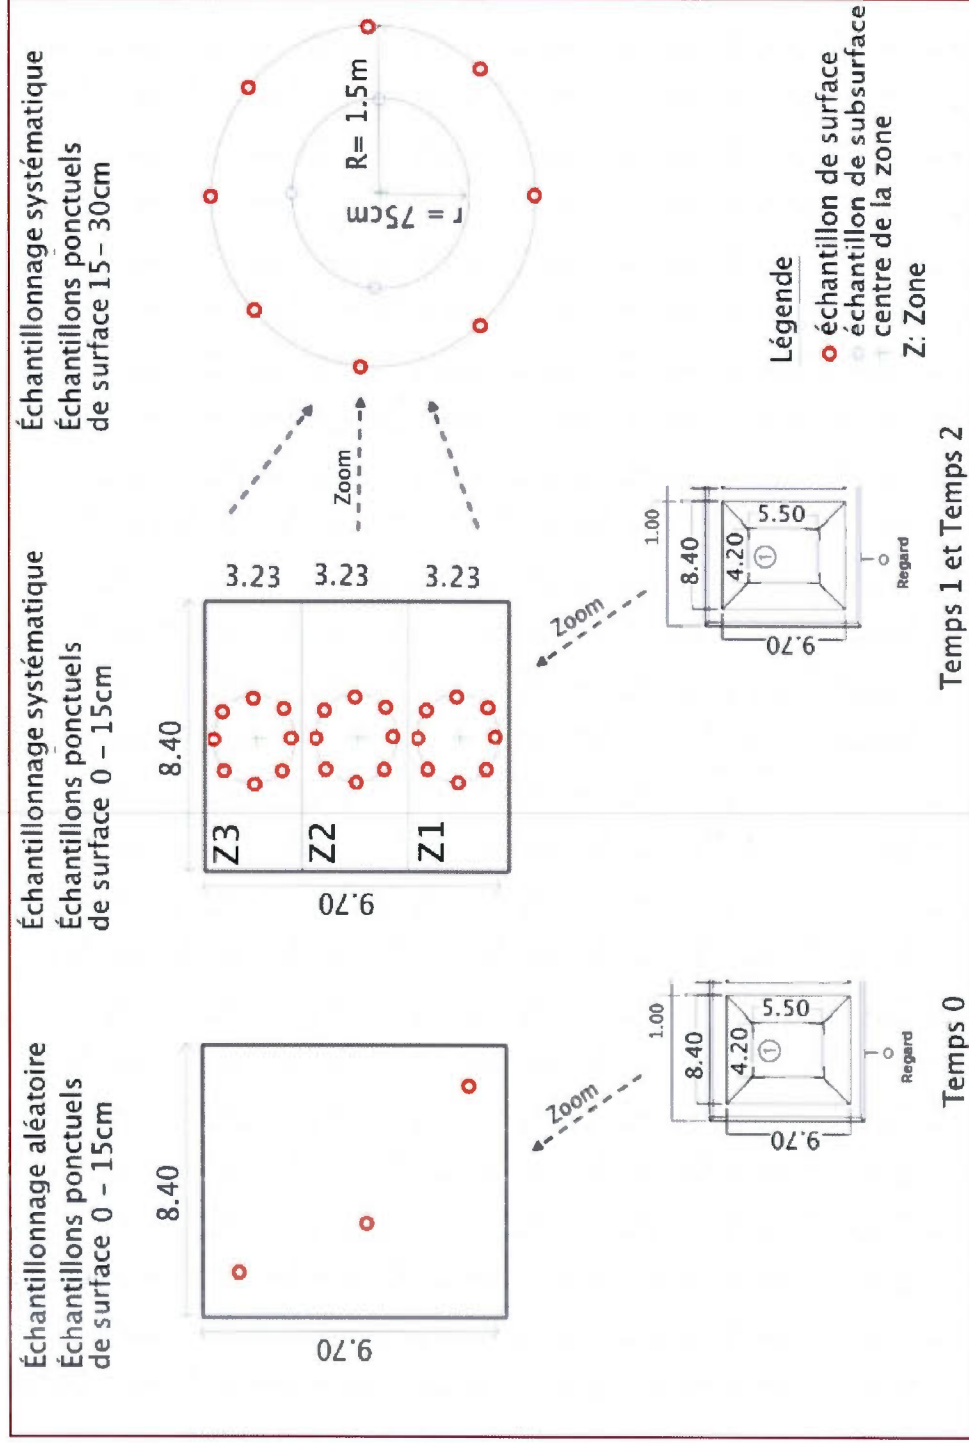 Échantillonnage aléatoire
Échantillons ponctuels
de surface 0 – 15cm
8.40
9.70
Zoom
1.00
8.40
4.20
5.50
1
9.70
Regard
Temps 0
Échantillonnage systématique
Échantillons ponctuels
de surface 0 – 15cm
8.40
9.70
Z3
Z2
Z1
3.23
3.23
3.23
Zoom
1.00
8.40
4.20
5.50
1
9.70
Regard
Temps 1 et Temps 2
Échantillonnage systématique
Échantillons ponctuels
de surface 15– 30cm
Zoom
R= 1.5m
r = 75cm
Légende
échantillon de surface
échantillon de subsurface
centre de la zone
Z: Zone